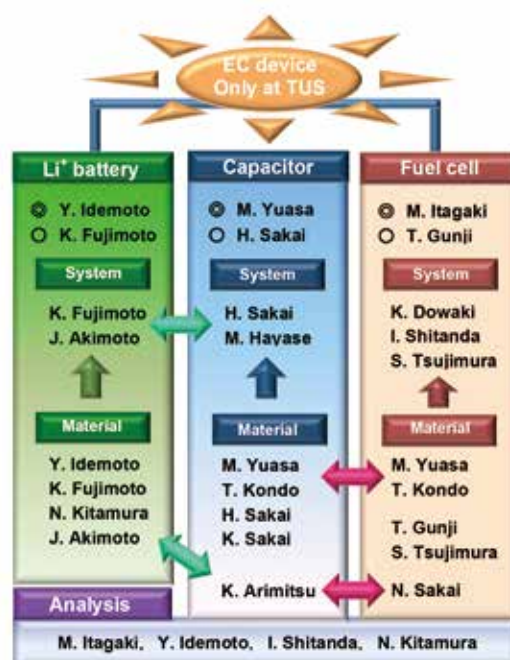 EC device
Only at TUS
Li⁺ battery
◎ Y. Idemoto
○ K. Fujimoto
System
K. Fujimoto
J. Akimoto
Material
Y. Idemoto
K. Fujimoto
N. Kitamura
J. Akimoto
Capacitor
◎ M. Yuasa
○ H. Sakai
System
H. Sakai
M. Hayase
Material
M. Yuasa
T. Kondo
H. Sakai
K. Sakai
K. Arimitsu
Fuel cell
◎ M. Itagaki
○ T. Gunji
System
K. Dowaki
I. Shitanda
S. Tsujimura
Material
M. Yuasa
T. Kondo
T. Gunji
S. Tsujimura
N. Sakai
Analysis
M. Itagaki, Y. Idemoto, I. Shitanda, N. Kitamura